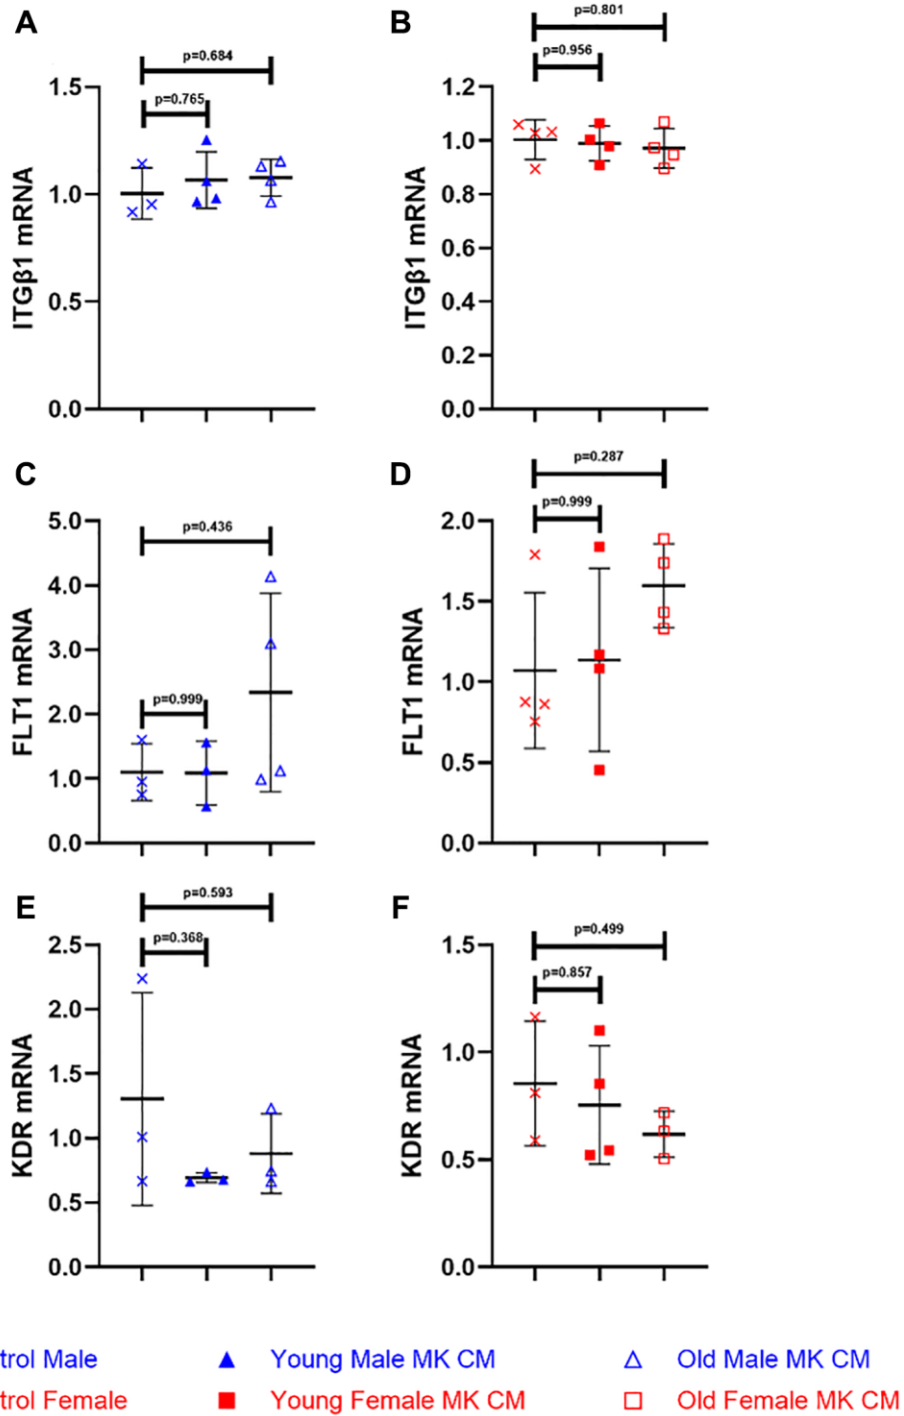 A
p=0.684
p=0.765
1.5
1.0
0.5
0.0
ITGβ1 mRNA
B
p=0.801
p=0.956
1.2
1.0
0.8
0.6
0.4
0.2
0.0
ITGβ1 mRNA
C
p=0.436
p=0.999
5.0
4.0
3.0
2.0
1.0
0.0
FLT1 mRNA
D
p=0.287
p=0.999
2.0
1.5
1.0
0.5
0.0
FLT1 mRNA
E
p=0.593
p=0.368
2.5
2.0
1.5
1.0
0.5
0.0
KDR mRNA
F
p=0.499
p=0.857
1.5
1.0
0.5
0.0
KDR mRNA
trol Male Young Male MK CM Old Male MK CM
trol Female Young Female MK CM Old Female MK CM